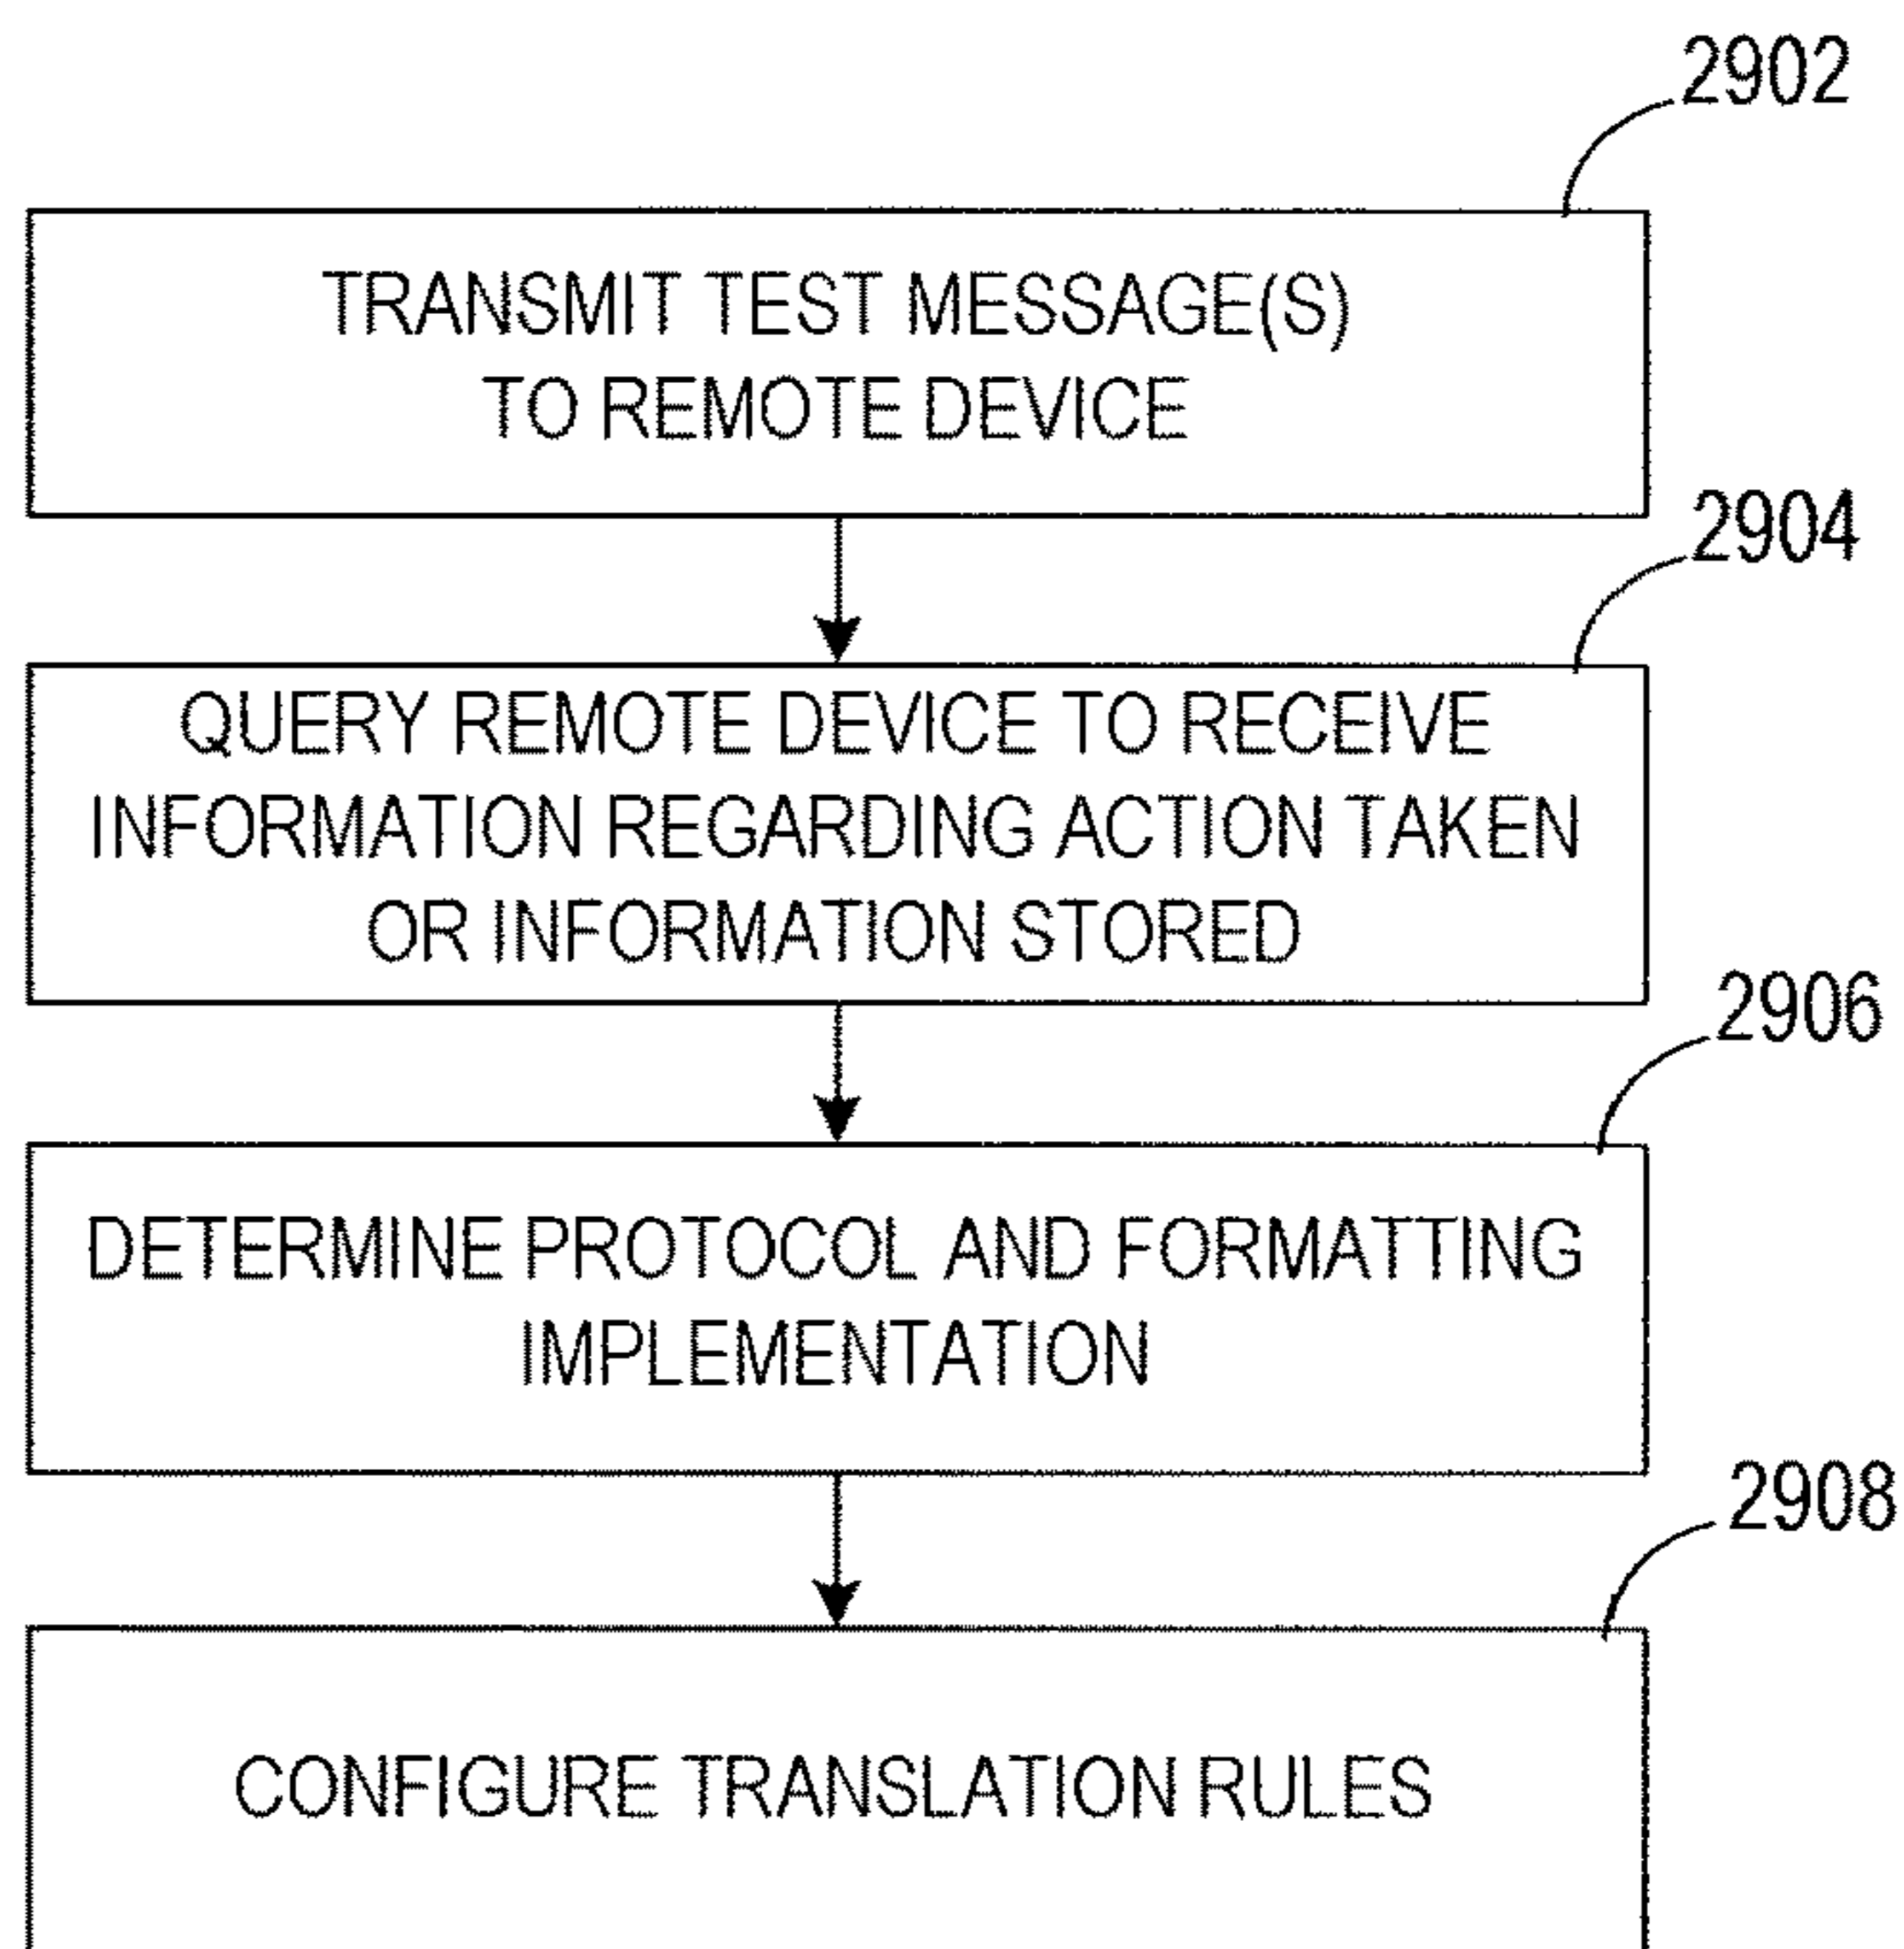 2902
TRANSMIT TEST MESSAGE(S)
TO REMOTE DEVICE
2904
QUERY REMOTE DEVICE TO RECEIVE
INFORMATION REGARDING ACTION TAKEN
OR INFORMATION STORED
2906
DETERMINE PROTOCOL AND FORMATTING
IMPLEMENTATION
2908
CONFIGURE TRANSLATION RULES